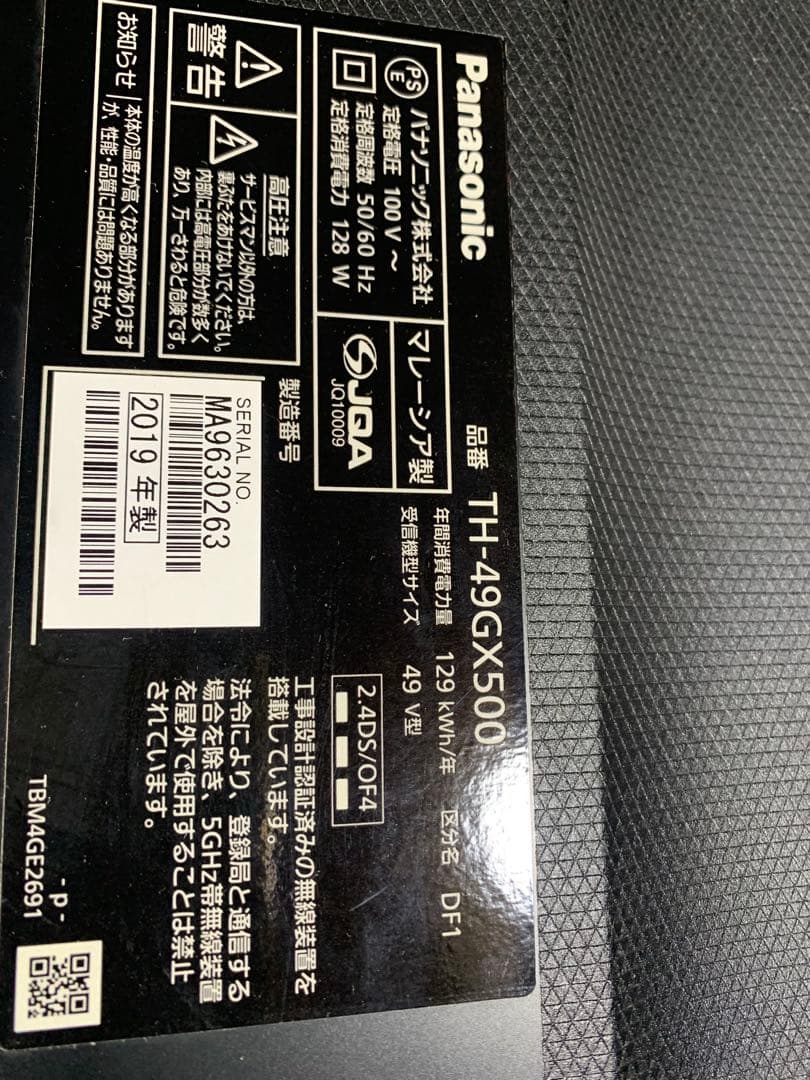 Panasonic
品番 TH-49GX500
PSE パナソニック株式会社
定格電圧 100V～
定格周波数 50/60 Hz
定格消費電力 128 W
マレーシア製
JQA
JQ10009
年間消費電力量 129 kWh/年 区分名 DF1
受信機型サイズ 49 V型
警告
高圧注意
サービスマン以外の方は、
裏ぶたをあけないでください。
内部には高電圧部分が数多く
あり、万一さわると危険です。
お知らせ
本体の温度が高くなる部分があります
が、性能・品質には問題ありません。
製造番号
SERIAL NO.
MA9630263
2019 年製
2.4DS/OF4
工事設計認証済みの無線装置を
搭載しています。
法令により、登録局と通信する
場合を除き、5GHz帯無線装置
を屋外で使用することは禁止
されています。
-p-
TBM4GE2691